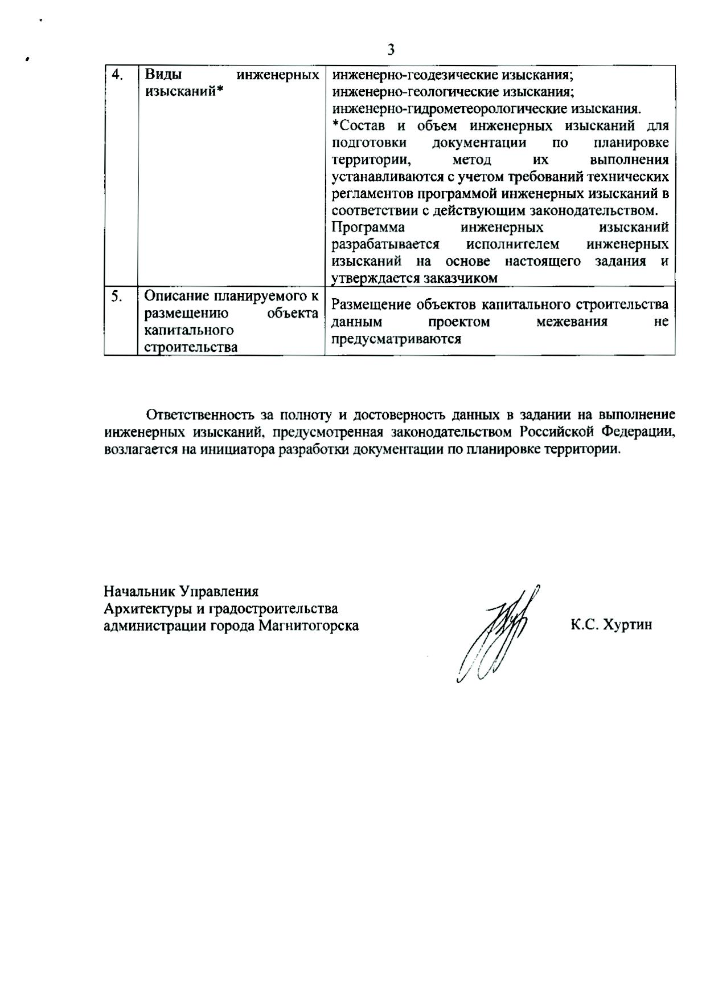 3
4.
Виды инженерных
изысканий*
инженерно-геодезические изыскания;
инженерно-геологические изыскания;
инженерно-гидрометеорологические изыскания.
*Состав и объем инженерных изысканий для
подготовки документации по планировке
территории, метод их выполнения
устанавливаются с учетом требований технических
регламентов программой инженерных изысканий в
соответствии с действующим законодательством.
Программа инженерных изысканий
разрабатывается исполнителем инженерных
изысканий на основе настоящего задания и
утверждается заказчиком
5.
Описание планируемого к
размещению объекта
капитального
строительства
Размещение объектов капитального строительства
данным проектом межевания не
предусматриваются
Ответственность за полноту и достоверность данных в задании на выполнение
инженерных изысканий, предусмотренная законодательством Российской Федерации,
возлагается на инициатора разработки документации по планировке территории.
Начальник Управления
Архитектуры и градостроительства
администрации города Магнитогорска
К.С. Хуртин